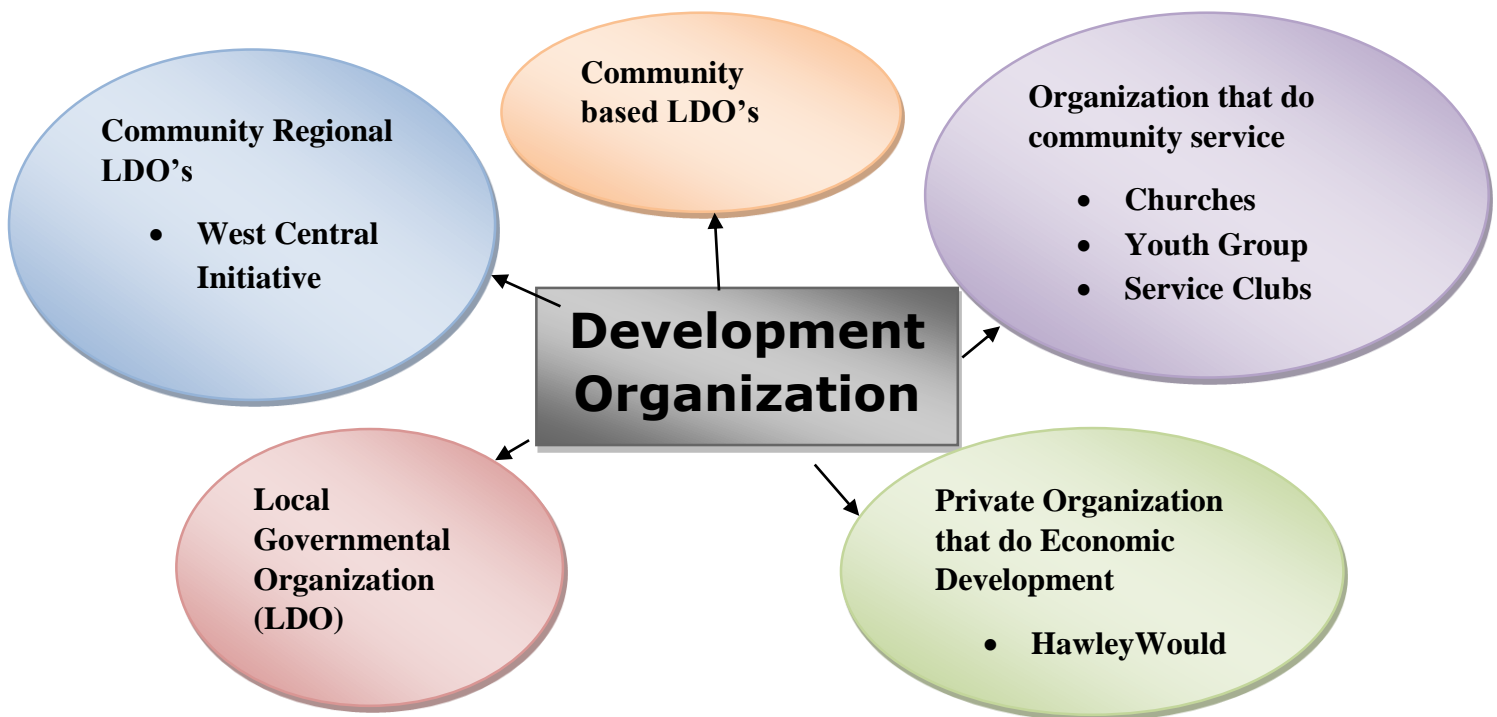 Community Regional
LDO’s
• West Central
Initiative
Community
based LDO’s
Organization that do
community service
• Churches
• Youth Group
• Service Clubs
Development
Organization
Local
Governmental
Organization
(LDO)
Private Organization
that do Economic
Development
• HawleyWould